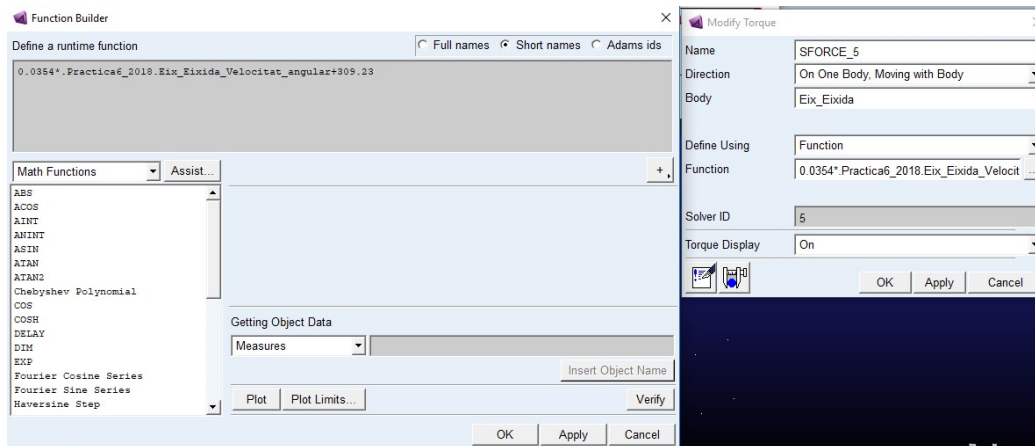 Function Builder
Define a runtime function
Full names Short names Adams ids
0.0354*.Practica6_2018.Eix_Eixida_Velocitat_angular+309.23
Math Functions Assist... +
ABS
ACOS
AINT
ANINT
ASIN
ATAN
ATAN2
Chebyshev Polynomial
COS
COSH
DELAY
DIM
EXP
Fourier Cosine Series
Fourier Sine Series
Haversine Step
Getting Object Data
Measures
Insert Object Name
Plot Plot Limits... Verify
OK Apply Cancel
Modify Torque
Name SFORCE_5
Direction On One Body, Moving with Body
Body Eix_Eixida
Define Using Function
Function 0.0354*.Practica6_2018.Eix_Eixida_Velocit ...
Solver ID 5
Torque Display On
OK Apply Cancel